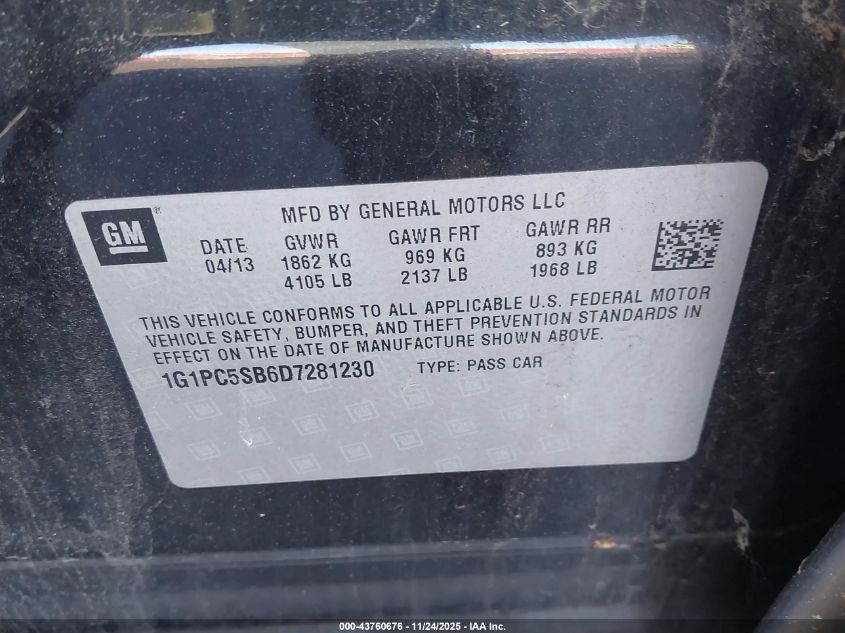 GM
MFD BY GENERAL MOTORS LLC
DATE GVWR GAWR FRT GAWR RR
04/13 1862 KG 969 KG 893 KG
4105 LB 2137 LB 1968 LB
THIS VEHICLE CONFORMS TO ALL APPLICABLE U.S. FEDERAL MOTOR
VEHICLE SAFETY, BUMPER, AND THEFT PREVENTION STANDARDS IN
EFFECT ON THE DATE OF MANUFACTURE SHOWN ABOVE.
1G1PC5SB6D7281230 TYPE: PASS CAR
000-43760676 - 11/24/2025 - IAA Inc.